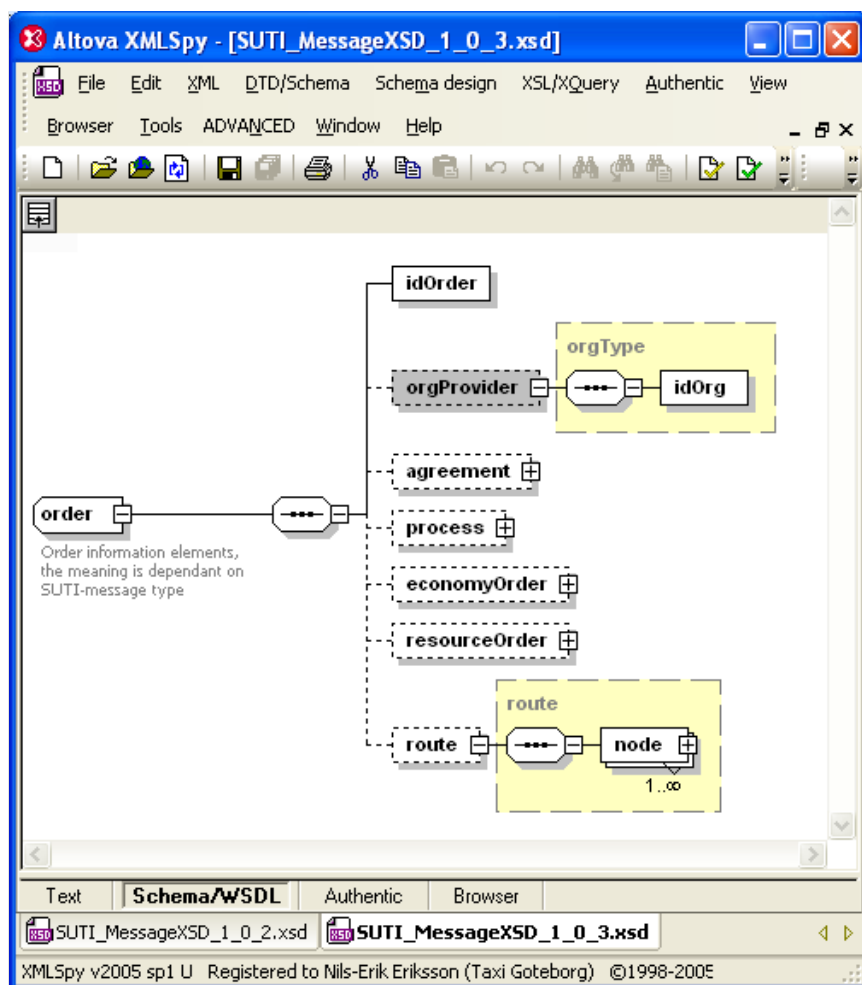 Altova XMLSpy - [SUTI_MessageXSD_1_0_3.xsd]
File Edit XML DTD/Schema Schema design XSL/XQuery Authentic View
Browser Tools ADVANCED Window Help
idOrder
orgType
orgProvider
idOrg
agreement
order
process
Order information elements,
the meaning is dependant on
SUTI-message type
economyOrder
resourceOrder
route
route
node
1..∞
Text Schema/WSDL Authentic Browser
SUTI_MessageXSD_1_0_2.xsd SUTI_MessageXSD_1_0_3.xsd
XMLSpy v2005 sp1 U Registered to Nils-Erik Eriksson (Taxi Goteborg) ©1998-2005